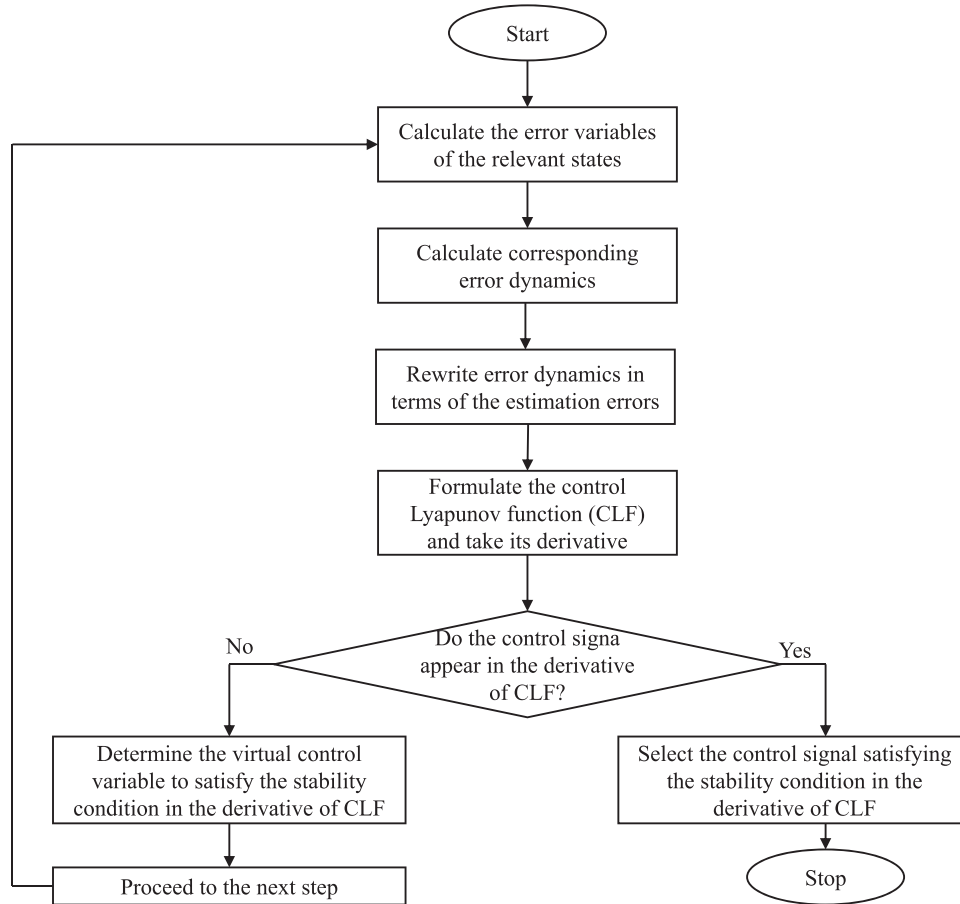 Start
Calculate the error variables
of the relevant states
Calculate corresponding
error dynamics
Rewrite error dynamics in
terms of the estimation errors
Formulate the control
Lyapunov function (CLF)
and take its derivative
Do the control signa
appear in the derivative
of CLF?
No
Yes
Determine the virtual control
variable to satisfy the stability
condition in the derivative of CLF
Select the control signal satisfying
the stability condition in the
derivative of CLF
Proceed to the next step
Stop